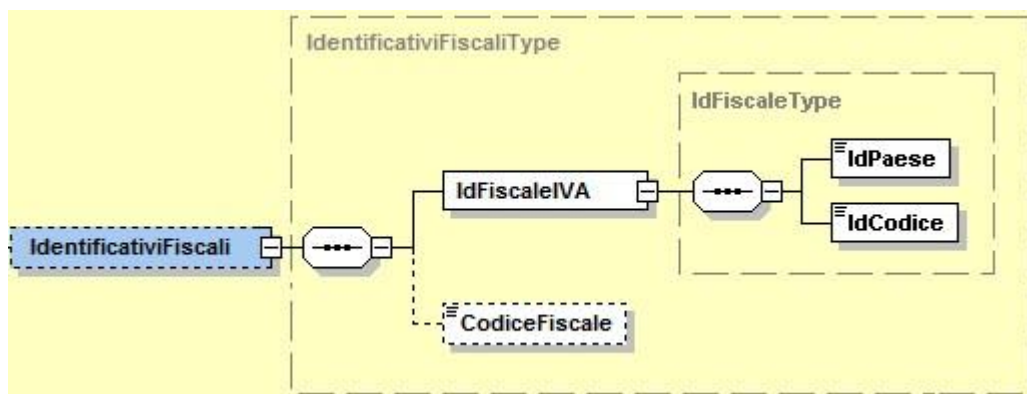 IdentificativiFiscaliType
IdFiscaleType
IdPaese
IdFiscaleIVA
IdCodice
IdentificativiFiscali
CodiceFiscale